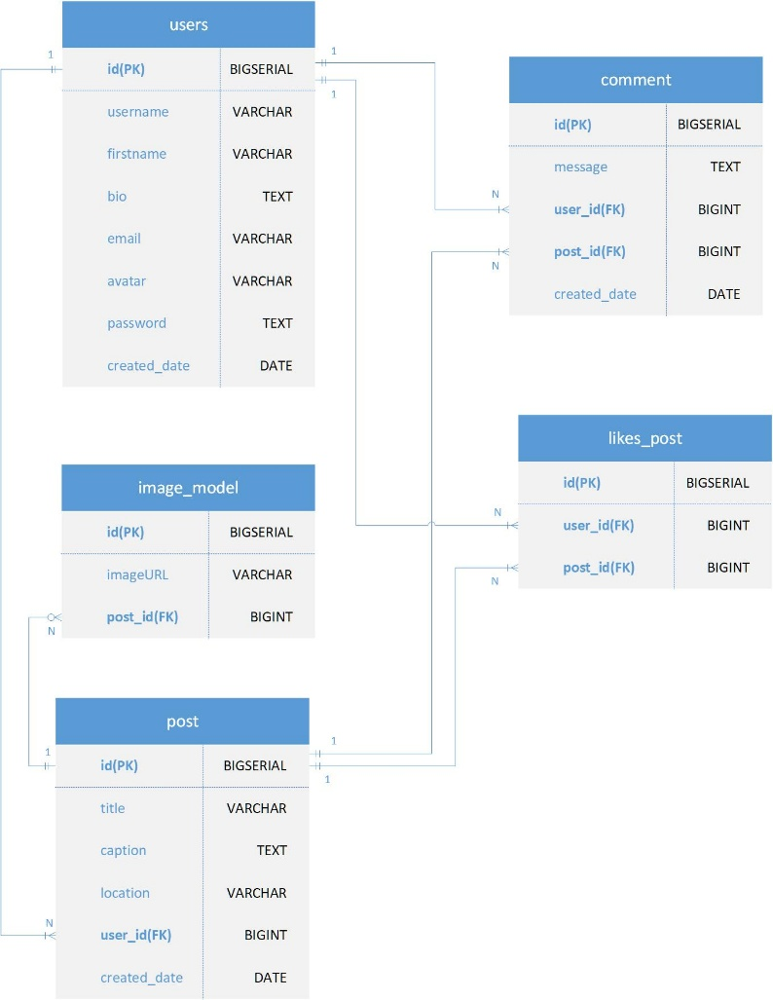 users
id(PK) BIGSERIAL
username VARCHAR
firstname VARCHAR
bio TEXT
email VARCHAR
avatar VARCHAR
password TEXT
created_date DATE
1
1
1
comment
id(PK) BIGSERIAL
message TEXT
user_id(FK) BIGINT
post_id(FK) BIGINT
created_date DATE
N
N
likes_post
id(PK) BIGSERIAL
user_id(FK) BIGINT
post_id(FK) BIGINT
N
N
image_model
id(PK) BIGSERIAL
imageURL VARCHAR
post_id(FK) BIGINT
N
post
id(PK) BIGSERIAL
title VARCHAR
caption TEXT
location VARCHAR
user_id(FK) BIGINT
created_date DATE
1
1
1
N